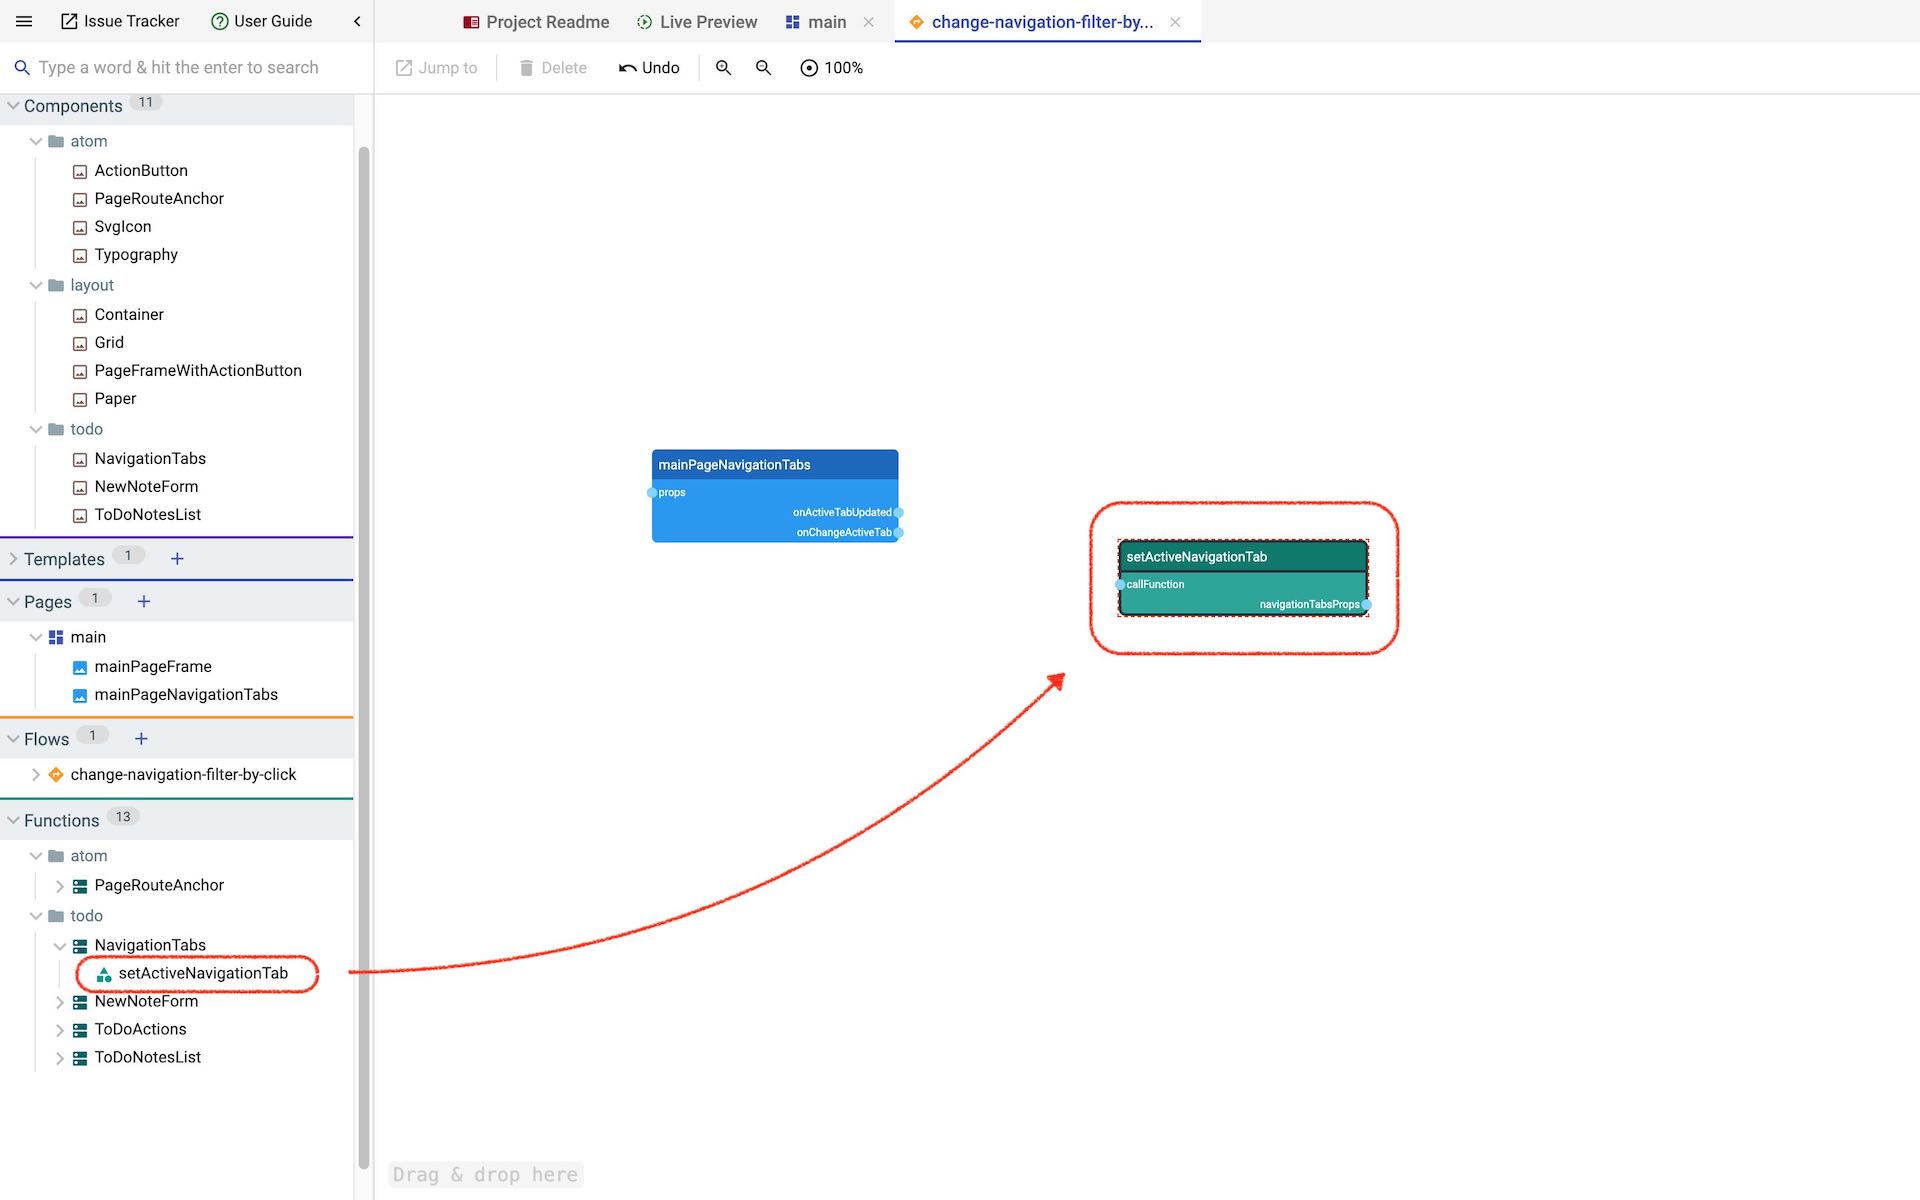 Issue Tracker
User Guide
Project Readme
Live Preview
main
change-navigation-filter-by...
Type a word & hit the enter to search
Jump to
Delete
Undo
100%
Components 11
atom
ActionButton
PageRouteAnchor
SvgIcon
Typography
layout
Container
Grid
PageFrameWithActionButton
Paper
todo
NavigationTabs
NewNoteForm
ToDoNotesList
Templates 1 +
Pages 1 +
main
mainPageFrame
mainPageNavigationTabs
Flows 1 +
change-navigation-filter-by-click
Functions 13
atom
PageRouteAnchor
todo
NavigationTabs
setActiveNavigationTab
NewNoteForm
ToDoActions
ToDoNotesList
mainPageNavigationTabs
props
onActiveTabUpdated
onChangeActiveTab
setActiveNavigationTab
callFunction
navigationTabsProps
Drag & drop here